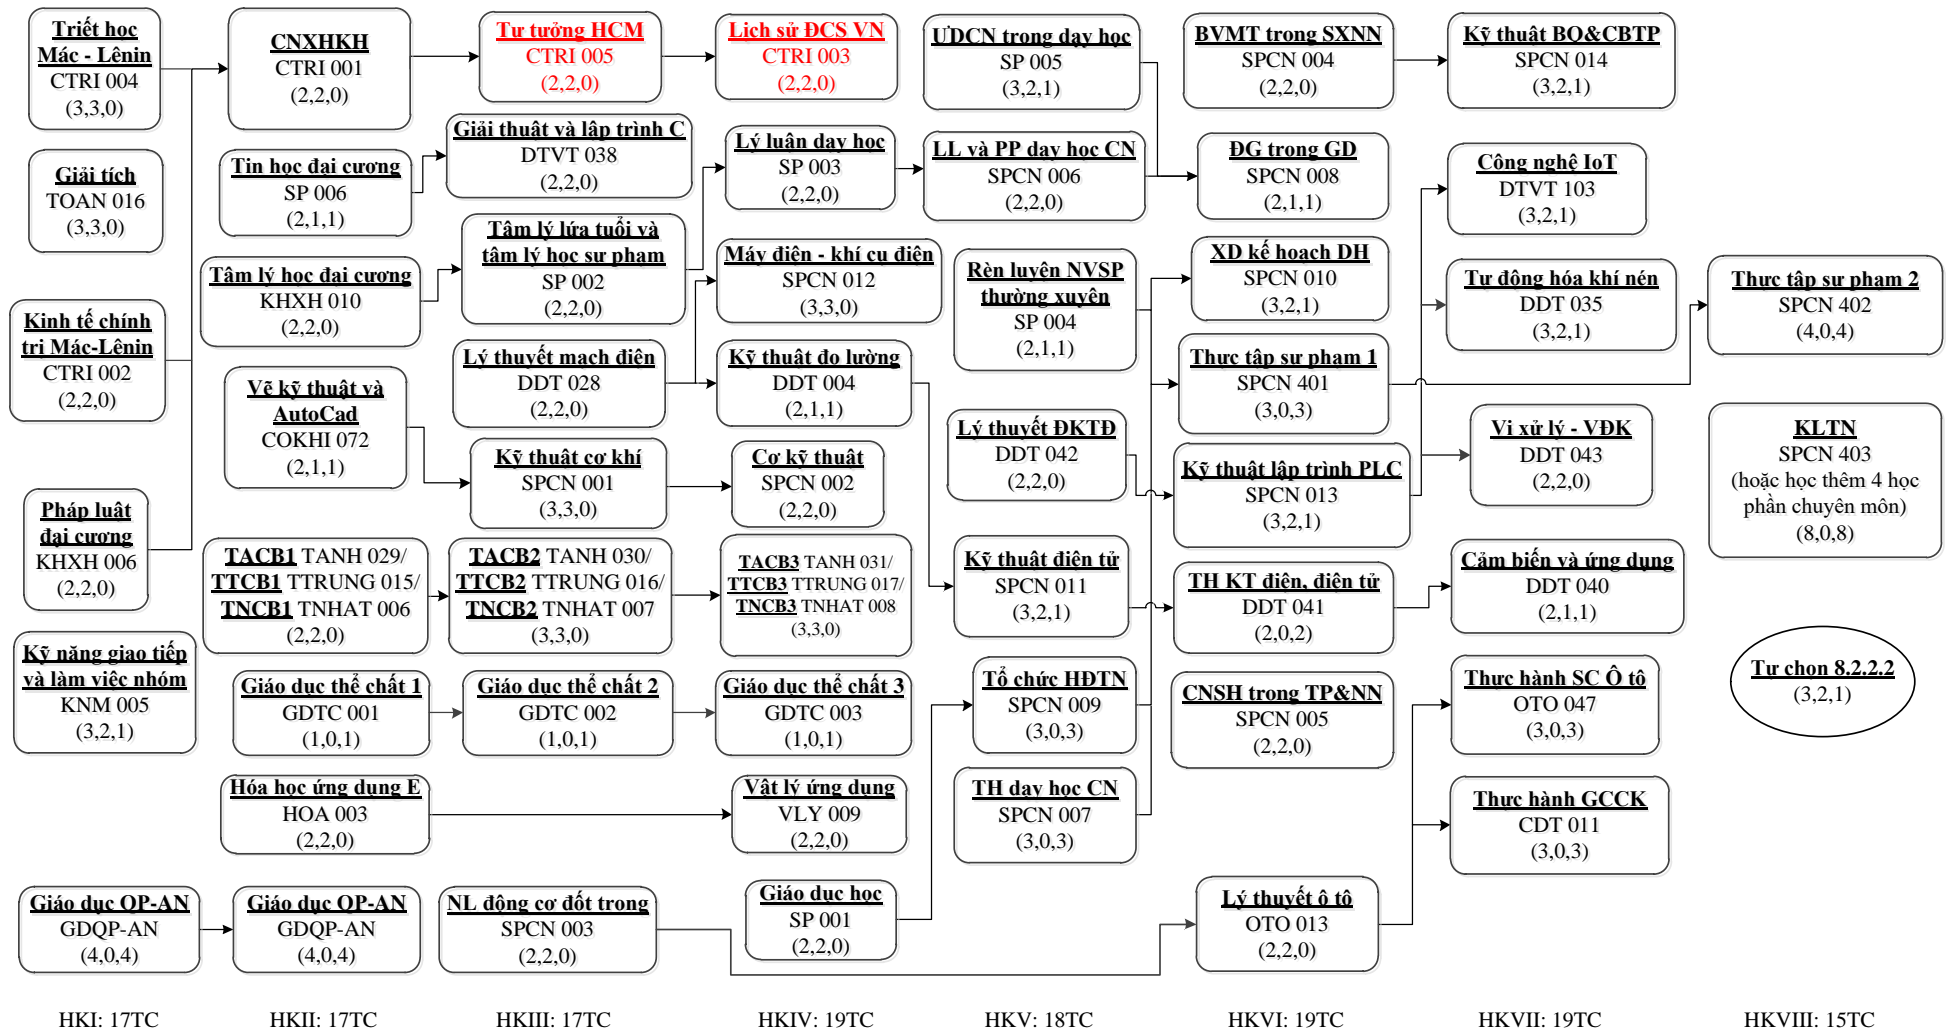 Triết học
Mác - Lênin
CTRI 004
(3,3,0)
Giải tích
TOAN 016
(3,3,0)
Kinh tế chính
trị Mác-Lênin
CTRI 002
(2,2,0)
Pháp luật
đại cương
KHXH 006
(2,2,0)
Kỹ năng giao tiếp
và làm việc nhóm
KNM 005
(3,2,1)
Giáo dục QP-AN
GDQP-AN
(4,0,4)
HKI: 17TC
CNXHKH
CTRI 001
(2,2,0)
Tin học đại cương
SP 006
(2,1,1)
Tâm lý học đại cương
KHXH 010
(2,2,0)
Vẽ kỹ thuật và
AutoCad
COKHI 072
(2,1,1)
TACB1 TANH 029/
TTCB1 TTRUNG 015/
TNCB1 TNHAT 006
(2,2,0)
Giáo dục thể chất 1
GDTC 001
(1,0,1)
Hóa học ứng dụng E
HOA 003
(2,2,0)
Giáo dục QP-AN
GDQP-AN
(4,0,4)
HKII: 17TC
Tư tưởng HCM
CTRI 005
(2,2,0)
Giải thuật và lập trình C
DTVT 038
(2,2,0)
Tâm lý lứa tuổi và
tâm lý học sư phạm
SP 002
(2,2,0)
Lý thuyết mạch điện
DDT 028
(2,2,0)
Kỹ thuật cơ khí
SPCN 001
(3,3,0)
TACB2 TANH 030/
TTCB2 TTRUNG 016/
TNCB2 TNHAT 007
(3,3,0)
Giáo dục thể chất 2
GDTC 002
(1,0,1)
NL động cơ đốt trong
SPCN 003
(2,2,0)
HKIII: 17TC
Lịch sử ĐCS VN
CTRI 003
(2,2,0)
Lý luận dạy học
SP 003
(2,2,0)
Máy điện - khí cụ điện
SPCN 012
(3,3,0)
Kỹ thuật đo lường
DDT 004
(2,1,1)
Cơ kỹ thuật
SPCN 002
(2,2,0)
TACB3 TANH 031/
TTCB3 TTRUNG 017/
TNCB3 TNHAT 008
(3,3,0)
Giáo dục thể chất 3
GDTC 003
(1,0,1)
Vật lý ứng dụng
VLY 009
(2,2,0)
Giáo dục học
SP 001
(2,2,0)
HKIV: 19TC
ƯDCN trong dạy học
SP 005
(3,2,1)
LL và PP dạy học CN
SPCN 006
(2,2,0)
Rèn luyện NVSP
thường xuyên
SP 004
(2,1,1)
Lý thuyết ĐKTĐ
DDT 042
(2,2,0)
Kỹ thuật điện tử
SPCN 011
(3,2,1)
Tổ chức HĐTN
SPCN 009
(3,0,3)
TH dạy học CN
SPCN 007
(3,0,3)
HKV: 18TC
BVMT trong SXNN
SPCN 004
(2,2,0)
ĐG trong GD
SPCN 008
(2,1,1)
XD kế hoạch DH
SPCN 010
(3,2,1)
Thực tập sư phạm 1
SPCN 401
(3,0,3)
Kỹ thuật lập trình PLC
SPCN 013
(3,2,1)
TH KT điện, điện tử
DDT 041
(2,0,2)
CNSH trong TP&NN
SPCN 005
(2,2,0)
Lý thuyết ô tô
OTO 013
(2,2,0)
HKVI: 19TC
Kỹ thuật BQ&CBTP
SPCN 014
(3,2,1)
Công nghệ IoT
DTVT 103
(3,2,1)
Tự động hóa khí nén
DDT 035
(3,2,1)
Vi xử lý - VĐK
DDT 043
(2,2,0)
Cảm biến và ứng dụng
DDT 040
(2,1,1)
Thực hành SC Ô tô
OTO 047
(3,0,3)
Thực hành GCCK
CDT 011
(3,0,3)
HKVII: 19TC
Thực tập sư phạm 2
SPCN 402
(4,0,4)
KLTN
SPCN 403
(hoặc học thêm 4 học
phần chuyên môn)
(8,0,8)
Tự chọn 8.2.2.2
(3,2,1)
HKVIII: 15TC